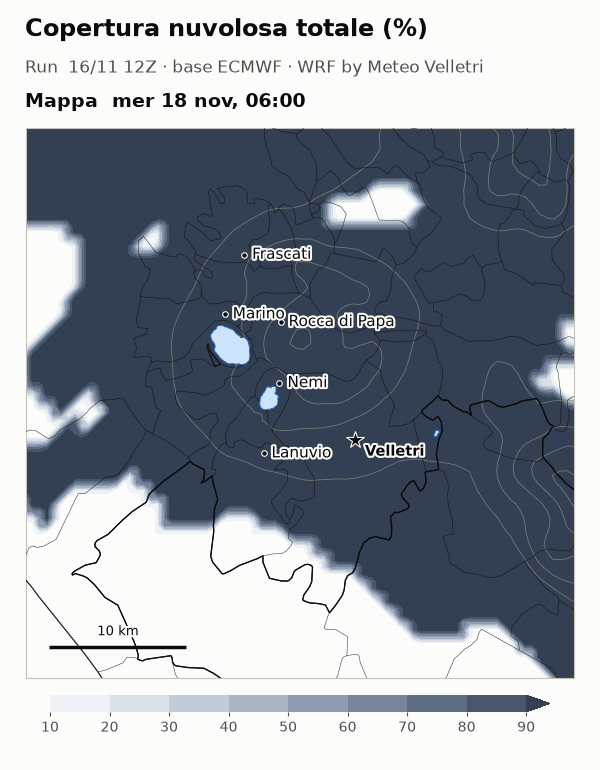 Copertura nuvolosa totale (%)
Run 16/11 12Z · base ECMWF · WRF by Meteo Velletri
Mappa mer 18 nov, 06:00
Frascati
Marino
Rocca di Papa
Nemi
Velletri
Lanuvio
10 km
10 20 30 40 50 60 70 80 90